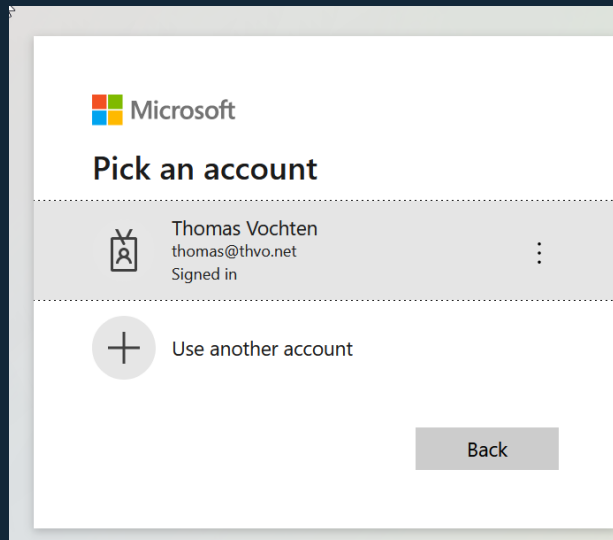 Microsoft
Pick an account
Thomas Vochten
thomas@thvo.net
Signed in
Use another account
Back